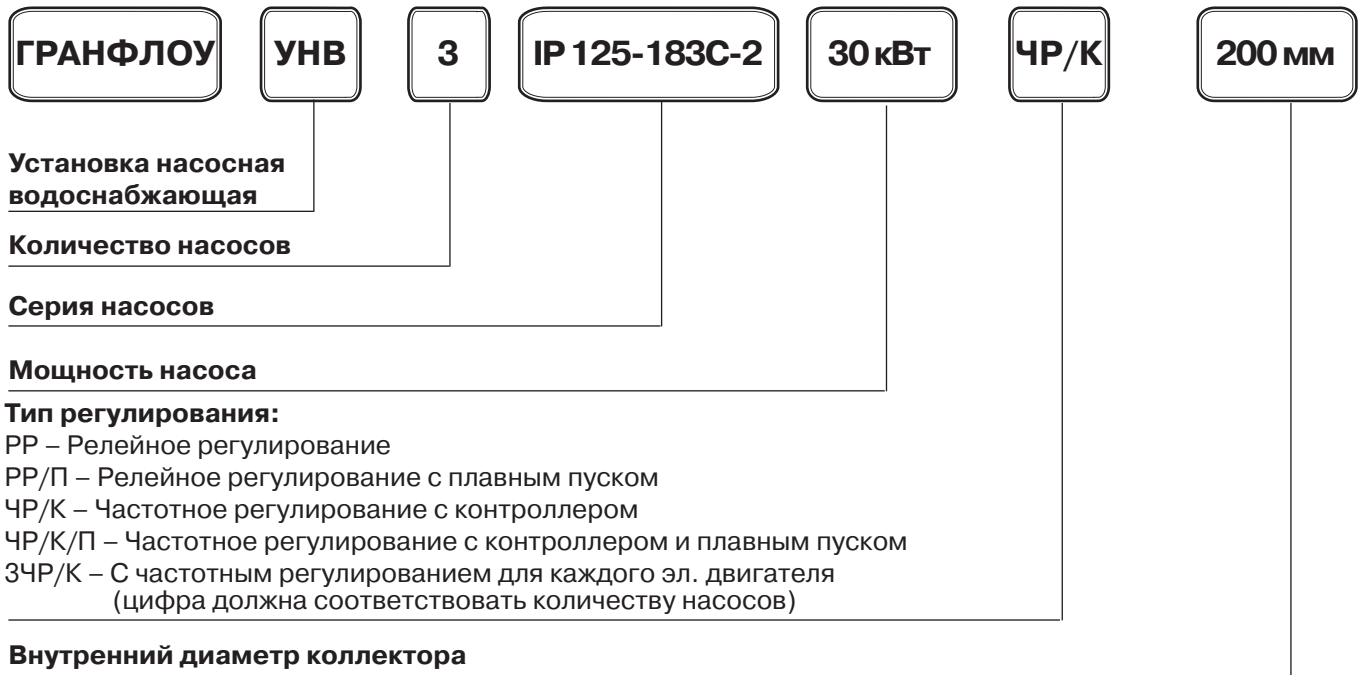 ГРАНФЛОУ УНВ 3 IP 125-183С-2 30 кВт ЧР/К 200 мм
Установка насосная
водоснабжающая
Количество насосов
Серия насосов
Мощность насоса
Тип регулирования:
РР – Релейное регулирование
РР/П – Релейное регулирование с плавным пуском
ЧР/К – Частотное регулирование с контроллером
ЧР/К/П – Частотное регулирование с контроллером и плавным пуском
3ЧР/К – С частотным регулированием для каждого эл. двигателя
(цифра должна соответствовать количеству насосов)
Внутренний диаметр коллектора